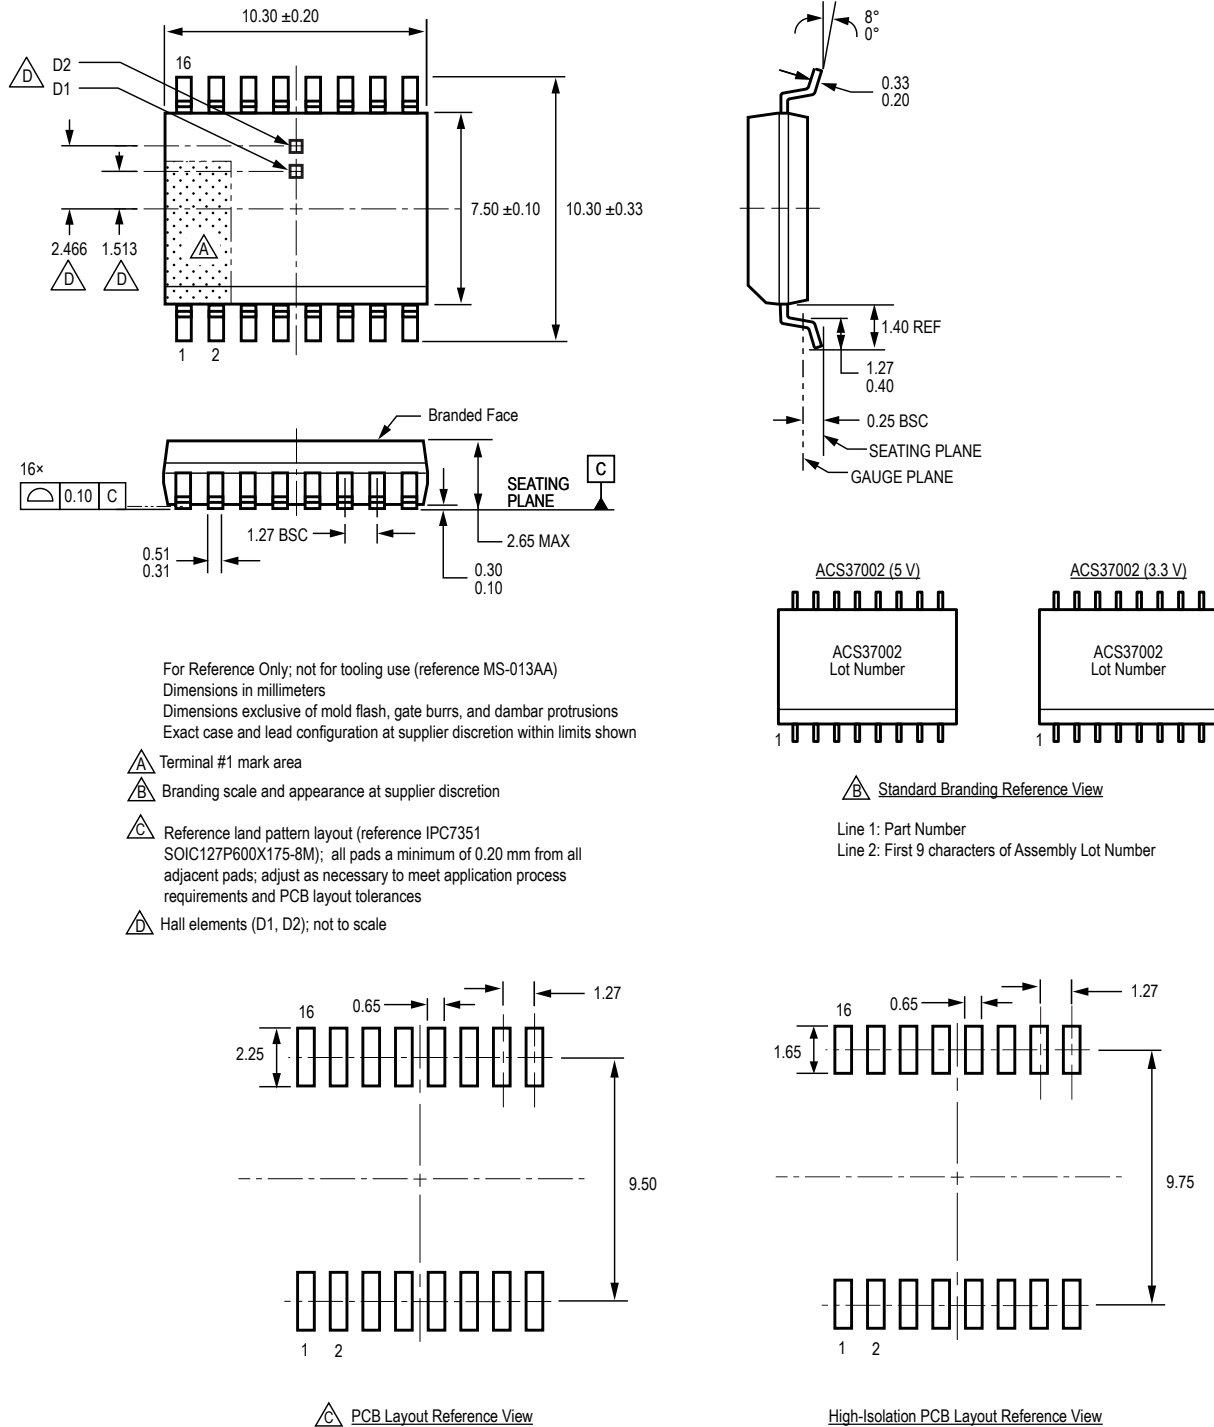 10.30 ±0.20
D
D2
D1
16
2.466
D
1.513
D
A
7.50 ±0.10
10.30 ±0.33
1
2
8°
0°
0.33
0.20
1.40 REF
1.27
0.40
0.25 BSC
SEATING PLANE
GAUGE PLANE
Branded Face
16×
0.10
C
SEATING
PLANE
C
1.27 BSC
2.65 MAX
0.51
0.31
0.30
0.10
ACS37002 (5 V)
ACS37002
Lot Number
1
ACS37002 (3.3 V)
ACS37002
Lot Number
1
B Standard Branding Reference View
Line 1: Part Number
Line 2: First 9 characters of Assembly Lot Number
For Reference Only; not for tooling use (reference MS-013AA)
Dimensions in millimeters
Dimensions exclusive of mold flash, gate burrs, and dambar protrusions
Exact case and lead configuration at supplier discretion within limits shown
A Terminal #1 mark area
B Branding scale and appearance at supplier discretion
C Reference land pattern layout (reference IPC7351
SOIC127P600X175-8M); all pads a minimum of 0.20 mm from all
adjacent pads; adjust as necessary to meet application process
requirements and PCB layout tolerances
D Hall elements (D1, D2); not to scale
16
0.65
1.27
2.25
9.50
1
2
C PCB Layout Reference View
16
0.65
1.27
1.65
9.75
1
2
High-Isolation PCB Layout Reference View